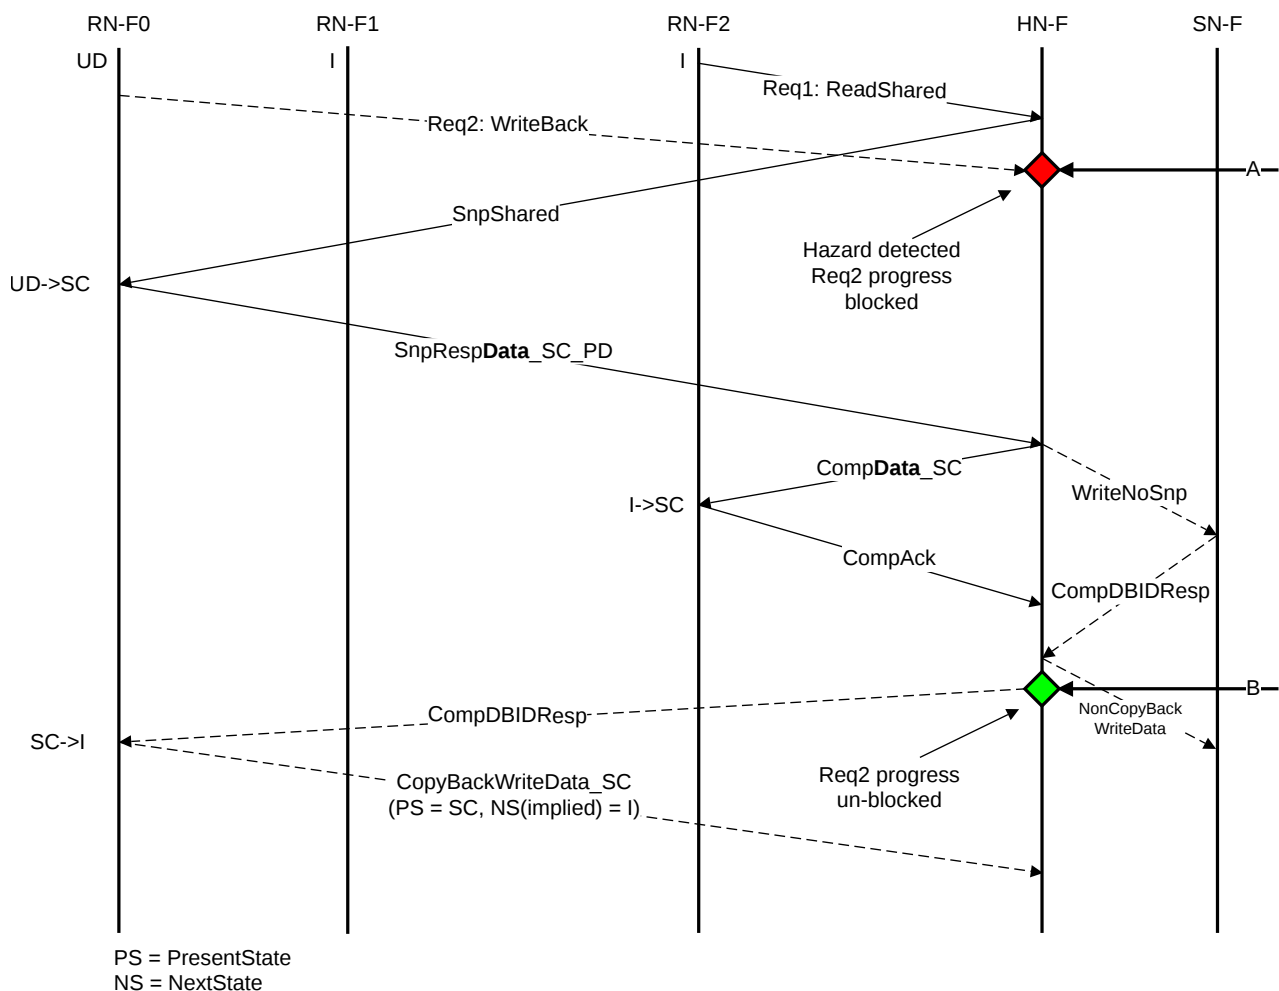 RN-F0
RN-F1
RN-F2
HN-F
SN-F
UD
I
I
Req1: ReadShared
Req2: WriteBack
A
SnpShared
Hazard detected
Req2 progress
blocked
UD->SC
SnpRespData_SC_PD
CompData_SC
WriteNoSnp
I->SC
CompAck
CompDBIDResp
B
CompDBIDResp
NonCopyBack
WriteData
SC->I
Req2 progress
un-blocked
CopyBackWriteData_SC
(PS = SC, NS(implied) = I)
PS = PresentState
NS = NextState